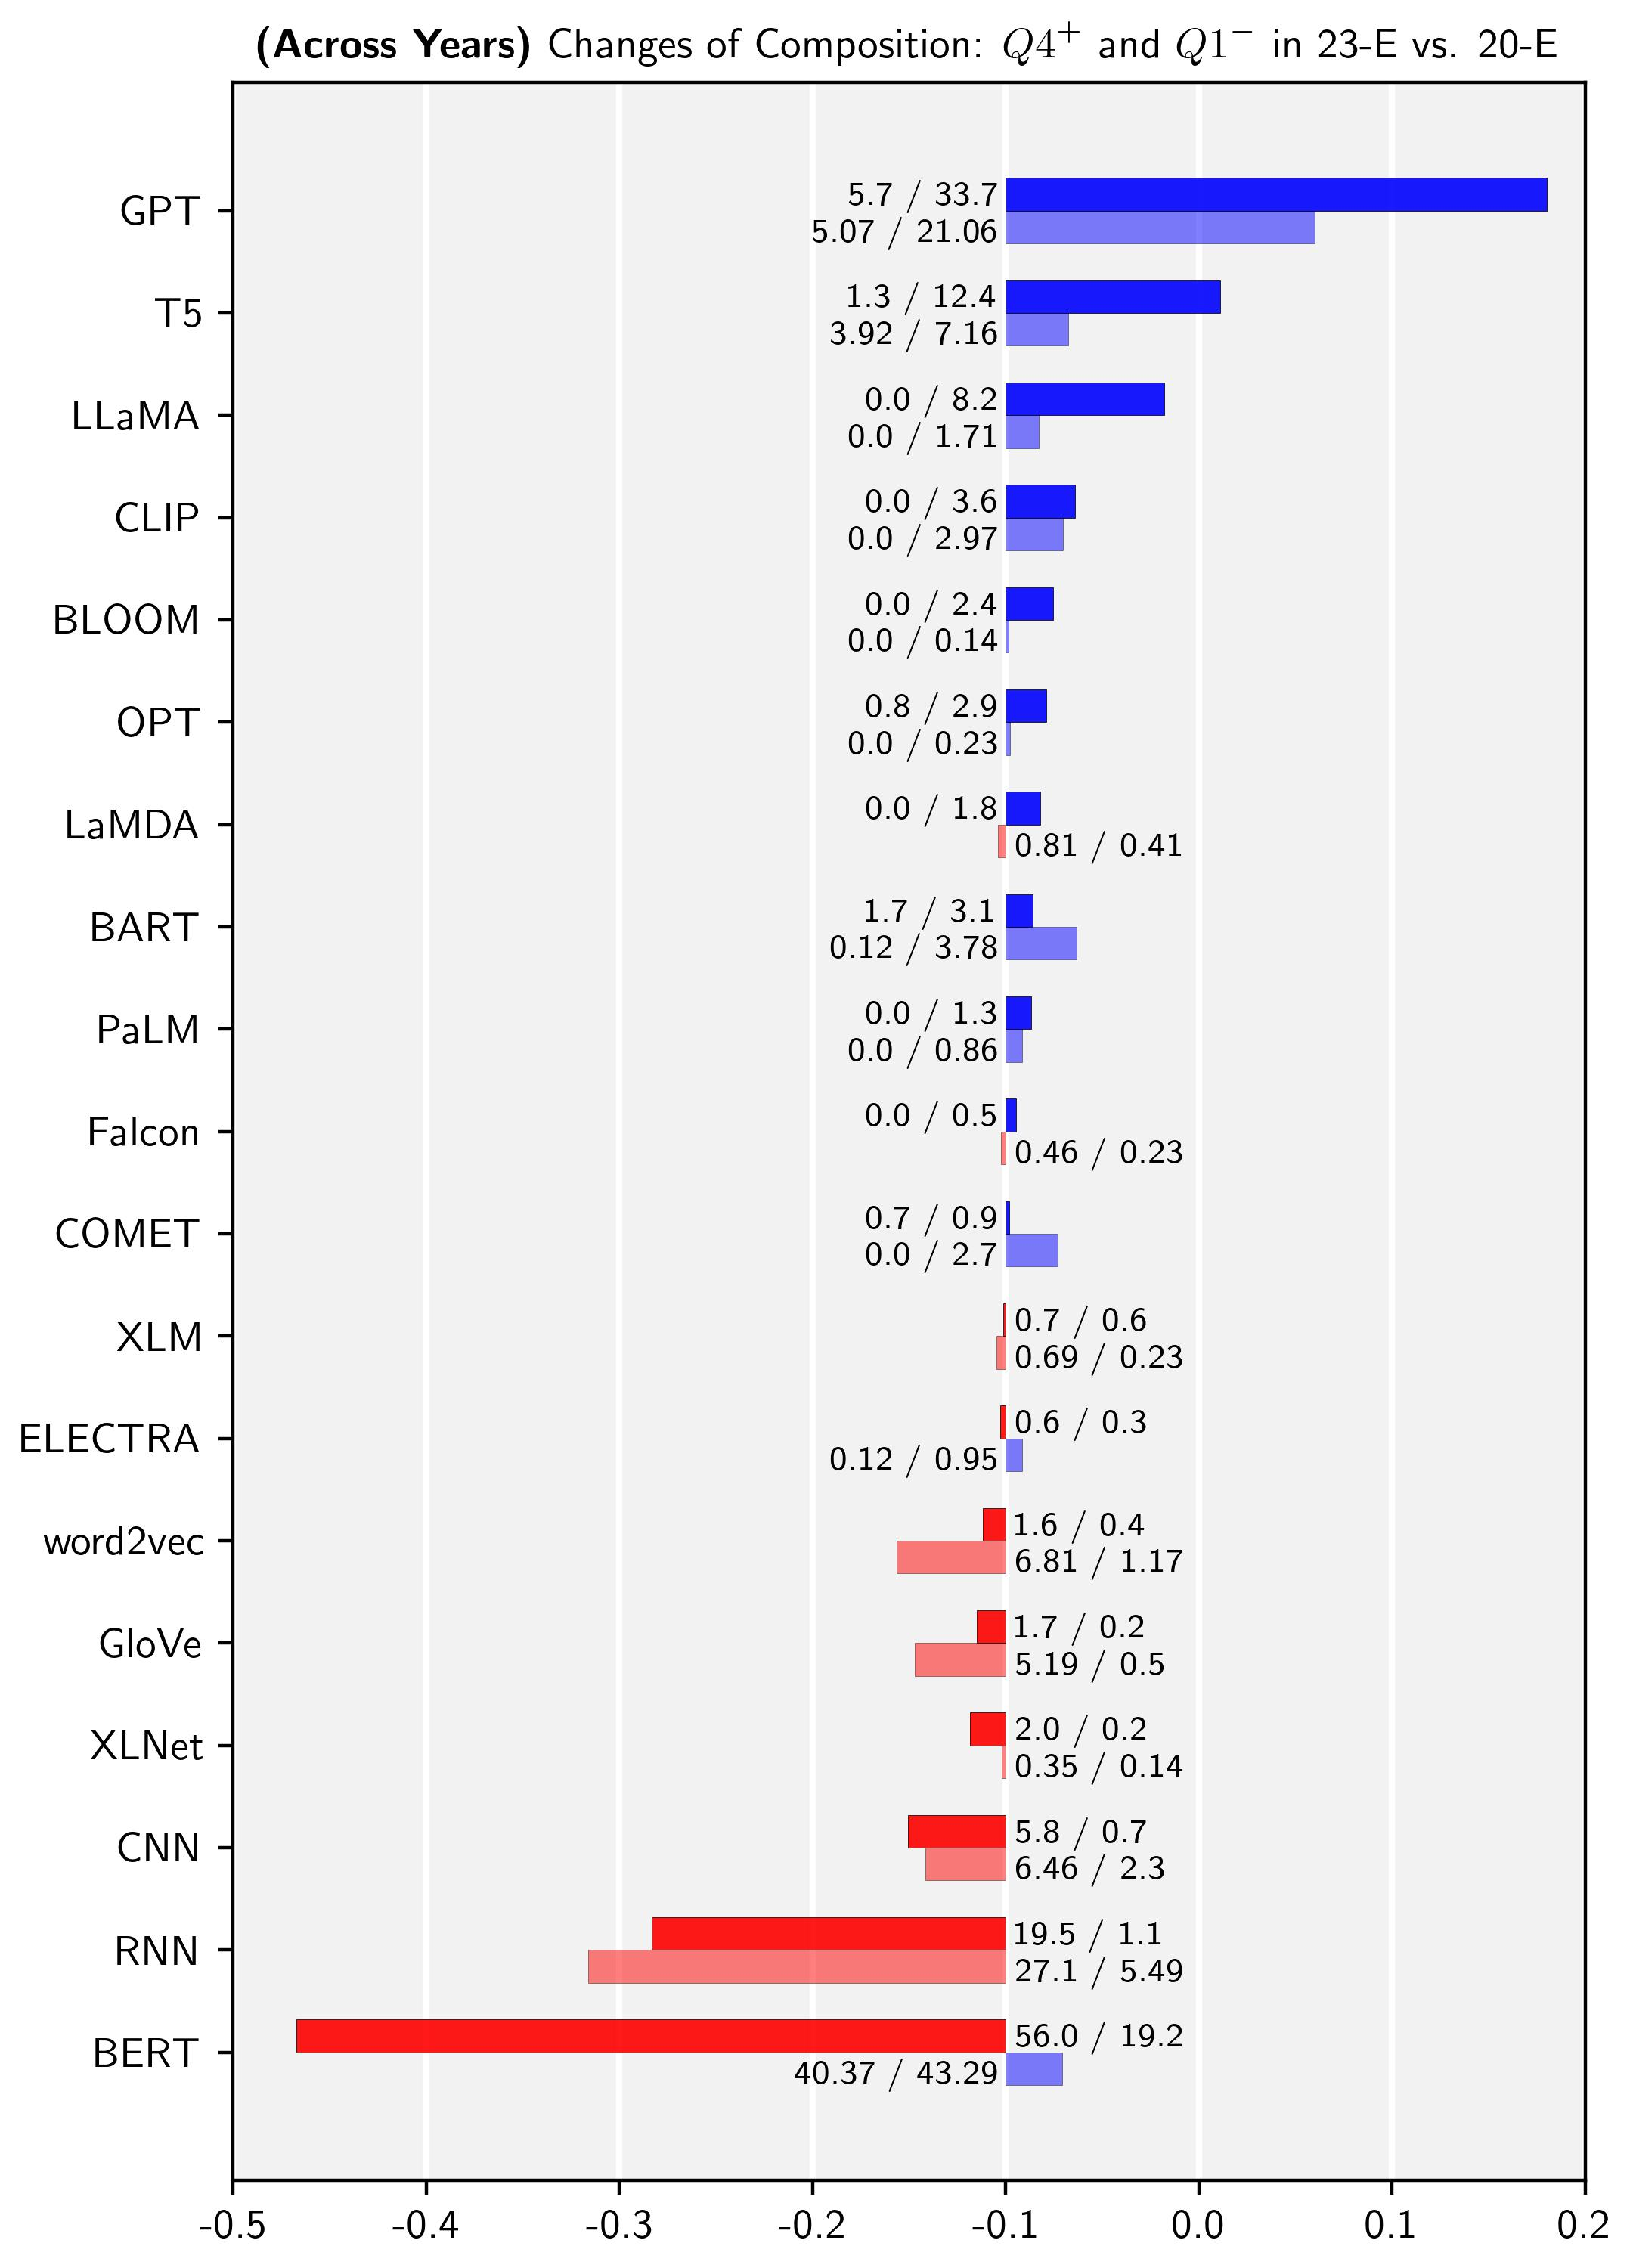 (Across Years) Changes of Composition: Q4⁺ and Q1⁻ in 23-E vs. 20-E
GPT
5.7 / 33.7
5.07 / 21.06
T5
1.3 / 12.4
3.92 / 7.16
LLaMA
0.0 / 8.2
0.0 / 1.71
CLIP
0.0 / 3.6
0.0 / 2.97
BLOOM
0.0 / 2.4
0.0 / 0.14
OPT
0.8 / 2.9
0.0 / 0.23
LaMDA
0.0 / 1.8
0.81 / 0.41
BART
1.7 / 3.1
0.12 / 3.78
PaLM
0.0 / 1.3
0.0 / 0.86
Falcon
0.0 / 0.5
0.46 / 0.23
COMET
0.7 / 0.9
0.0 / 2.7
XLM
0.7 / 0.6
0.69 / 0.23
ELECTRA
0.6 / 0.3
0.12 / 0.95
word2vec
1.6 / 0.4
6.81 / 1.17
GloVe
1.7 / 0.2
5.19 / 0.5
XLNet
2.0 / 0.2
0.35 / 0.14
CNN
5.8 / 0.7
6.46 / 2.3
RNN
19.5 / 1.1
27.1 / 5.49
BERT
56.0 / 19.2
40.37 / 43.29
-0.5 -0.4 -0.3 -0.2 -0.1 0.0 0.1 0.2